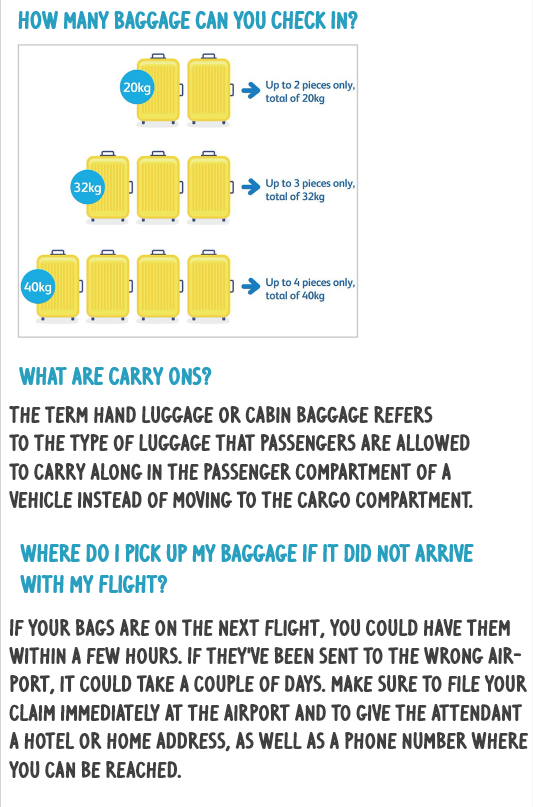 HOW MANY BAGGAGE CAN YOU CHECK IN?
20kg
Up to 2 pieces only,
total of 20kg
32kg
Up to 3 pieces only,
total of 32kg
40kg
Up to 4 pieces only,
total of 40kg
WHAT ARE CARRY ONS?
THE TERM HAND LUGGAGE OR CABIN BAGGAGE REFERS
TO THE TYPE OF LUGGAGE THAT PASSENGERS ARE ALLOWED
TO CARRY ALONG IN THE PASSENGER COMPARTMENT OF A
VEHICLE INSTEAD OF MOVING TO THE CARGO COMPARTMENT.
WHERE DO I PICK UP MY BAGGAGE IF IT DID NOT ARRIVE
WITH MY FLIGHT?
IF YOUR BAGS ARE ON THE NEXT FLIGHT, YOU COULD HAVE THEM
WITHIN A FEW HOURS. IF THEY'VE BEEN SENT TO THE WRONG AIR-
PORT, IT COULD TAKE A COUPLE OF DAYS. MAKE SURE TO FILE YOUR
CLAIM IMMEDIATELY AT THE AIRPORT AND TO GIVE THE ATTENDANT
A HOTEL OR HOME ADDRESS, AS WELL AS A PHONE NUMBER WHERE
YOU CAN BE REACHED.